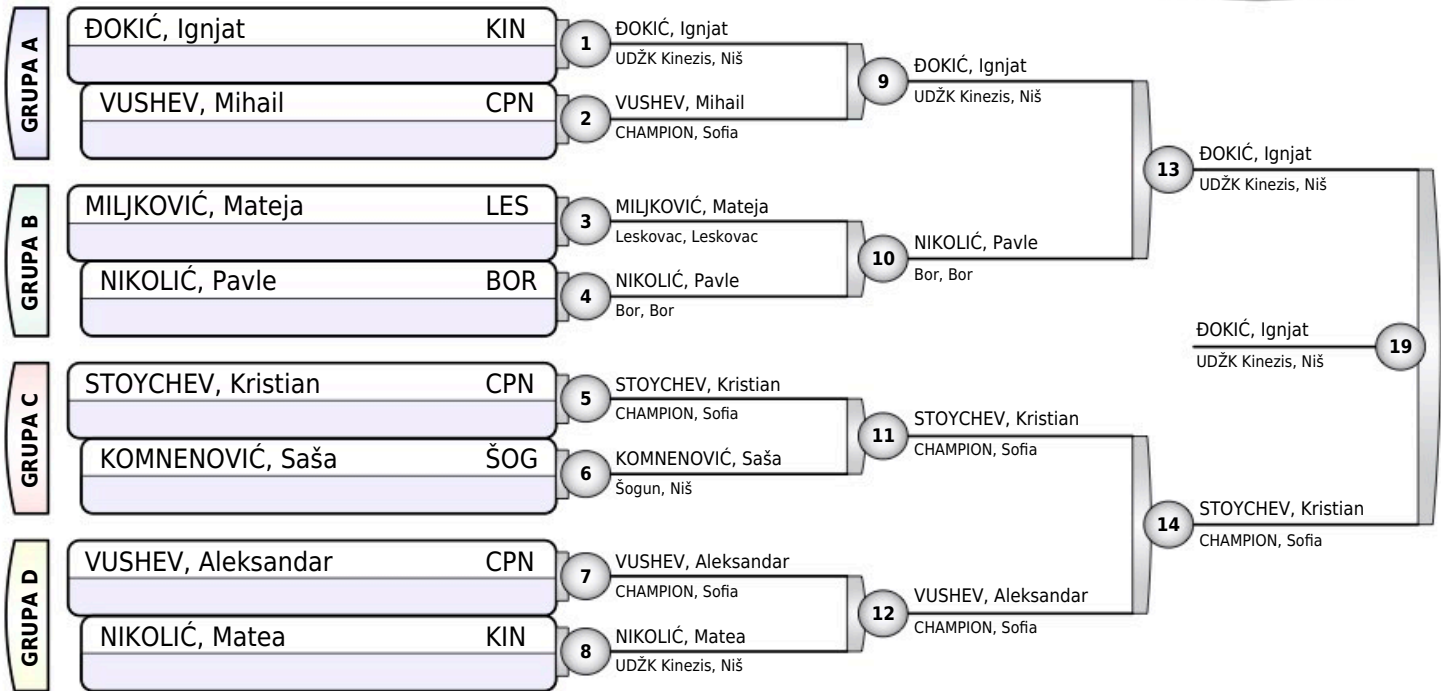 GRUPA A
ĐOKIĆ, Ignjat KIN
VUSHEV, Mihail CPN
GRUPA B
MILJKOVIĆ, Mateja LES
NIKOLIĆ, Pavle BOR
GRUPA C
STOYCHEV, Kristian CPN
KOMNENOVIĆ, Saša ŠOG
GRUPA D
VUSHEV, Aleksandar CPN
NIKOLIĆ, Matea KIN
1
ĐOKIĆ, Ignjat
UDŽK Kinezis, Niš
2
VUSHEV, Mihail
CHAMPION, Sofia
3
MILJKOVIĆ, Mateja
Leskovac, Leskovac
4
NIKOLIĆ, Pavle
Bor, Bor
5
STOYCHEV, Kristian
CHAMPION, Sofia
6
KOMNENOVIĆ, Saša
Šogun, Niš
7
VUSHEV, Aleksandar
CHAMPION, Sofia
8
NIKOLIĆ, Matea
UDŽK Kinezis, Niš
9
ĐOKIĆ, Ignjat
UDŽK Kinezis, Niš
10
NIKOLIĆ, Pavle
Bor, Bor
11
STOYCHEV, Kristian
CHAMPION, Sofia
12
VUSHEV, Aleksandar
CHAMPION, Sofia
13
ĐOKIĆ, Ignjat
UDŽK Kinezis, Niš
14
STOYCHEV, Kristian
CHAMPION, Sofia
ĐOKIĆ, Ignjat
UDŽK Kinezis, Niš
19